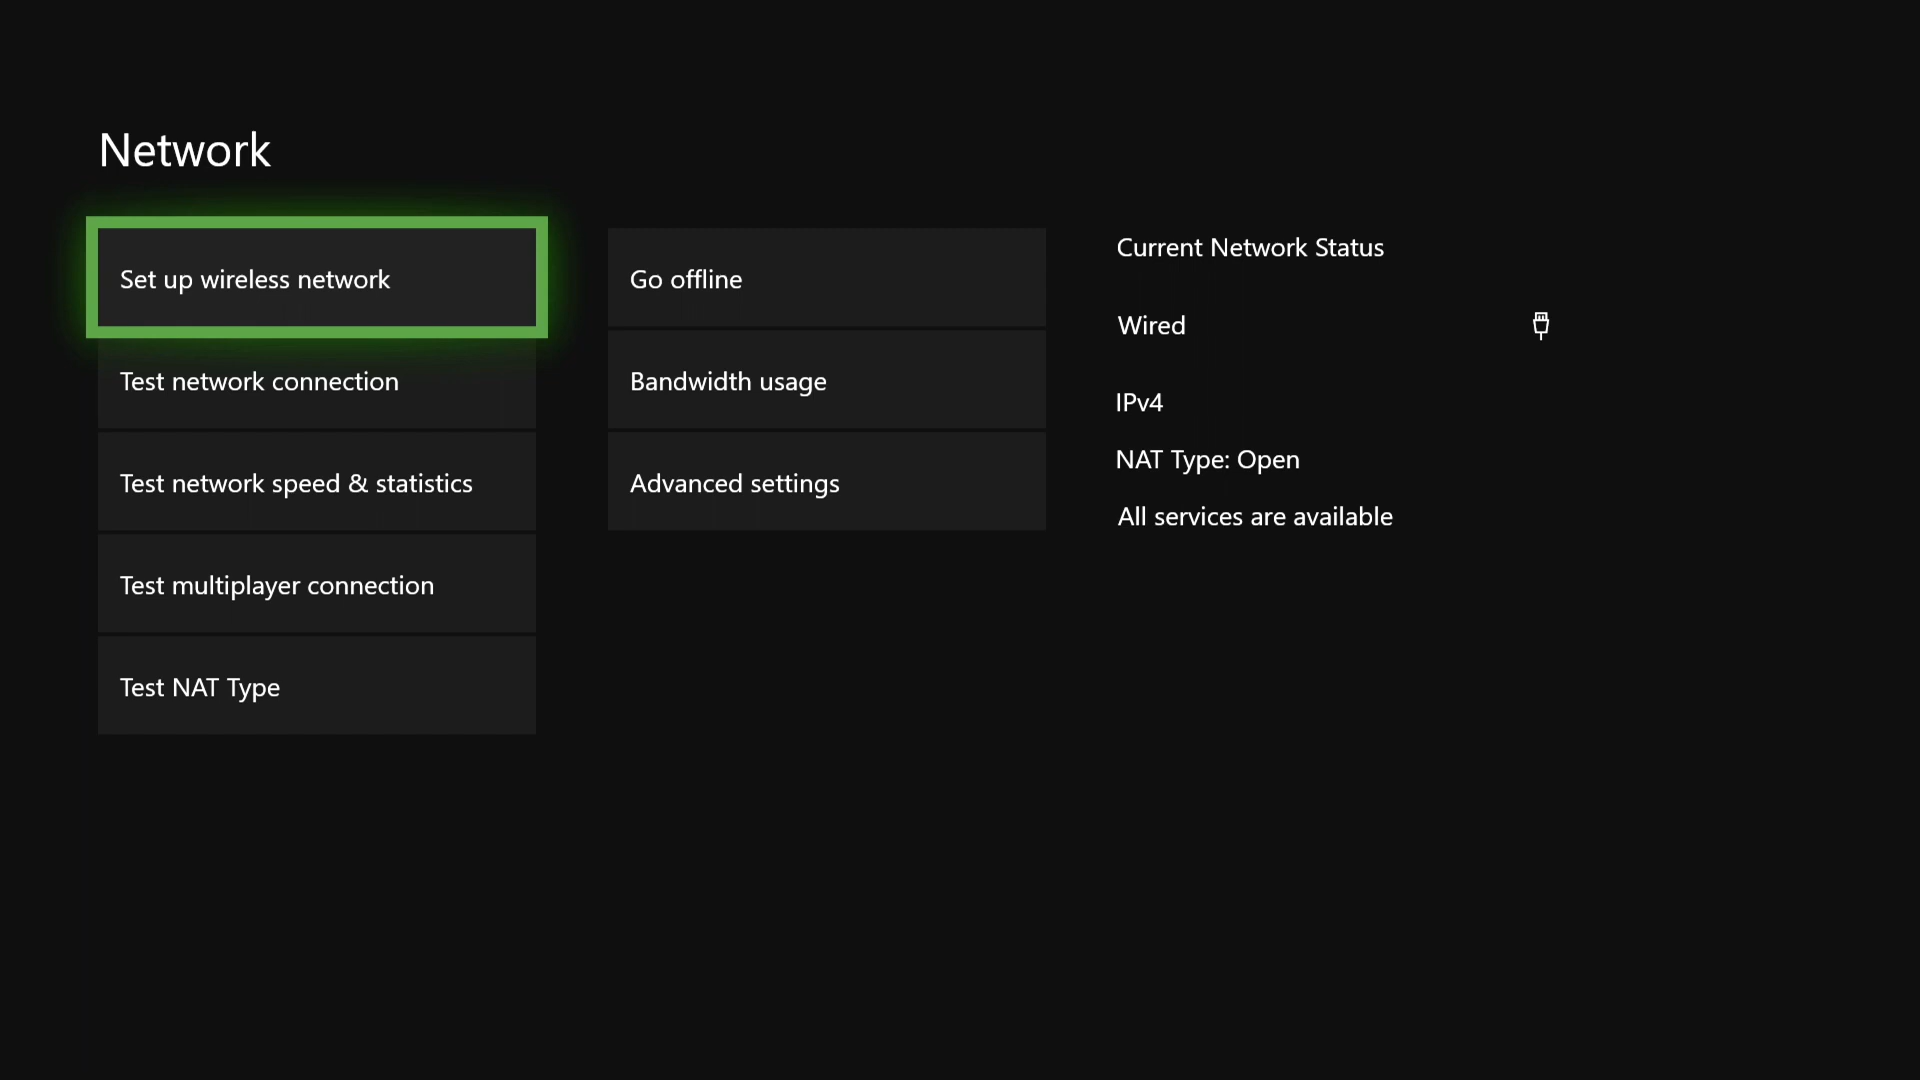 Network
Set up wireless network
Test network connection
Test network speed & statistics
Test multiplayer connection
Test NAT Type
Go offline
Bandwidth usage
Advanced settings
Current Network Status
Wired
IPv4
NAT Type: Open
All services are available